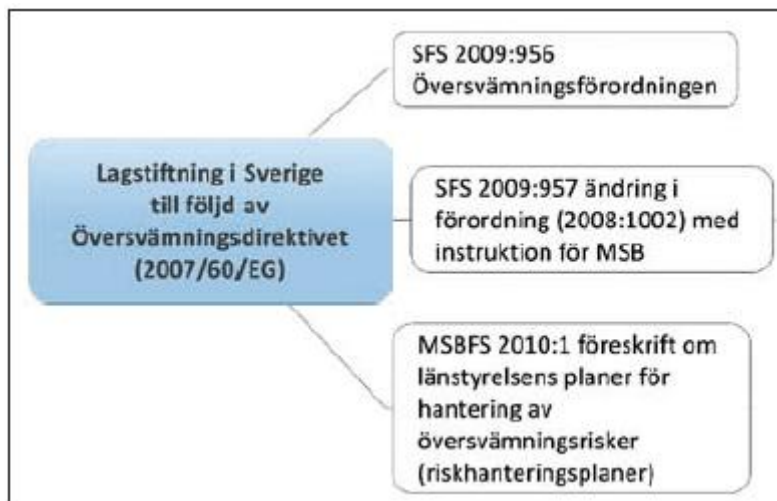 Lagstiftning i Sverige
till följd av
Översvämningsdirektivet
(2007/60/EG)
SFS 2009:956
Översvämningsförordningen
SFS 2009:957 ändring i
förordning (2008:1002) med
instruktion för MSB
MSBFS 2010:1 föreskrift om
länstyrelsens planer för
hantering av
översvämningsrisker
(riskhanteringsplaner)